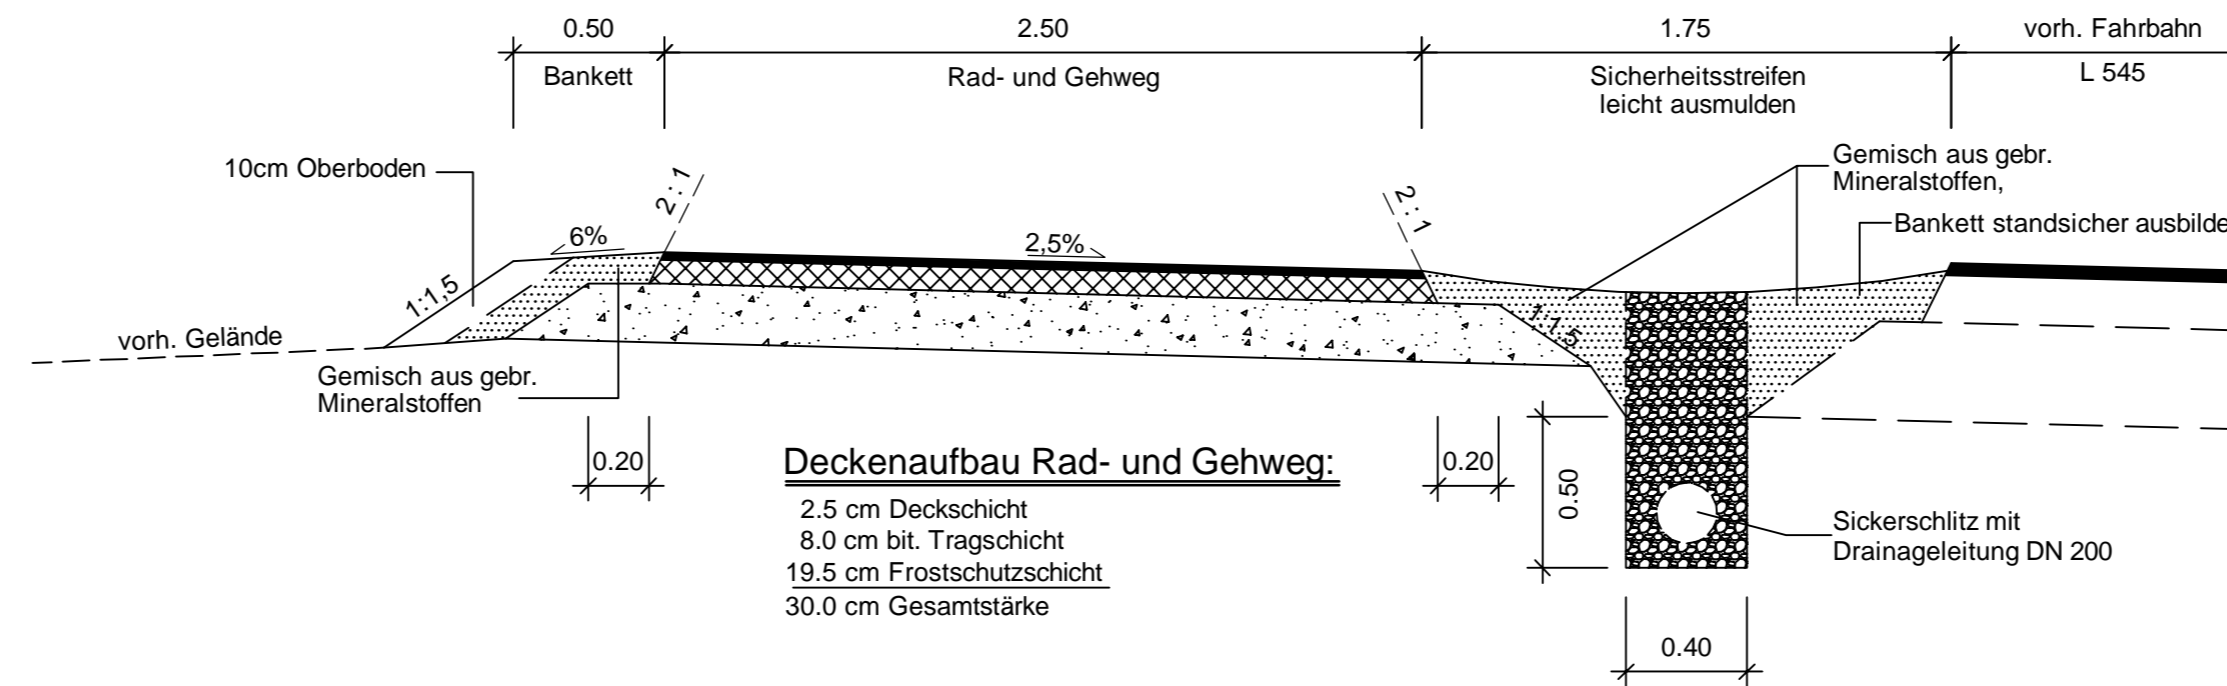 0.50
2.50
1.75
vorh. Fahrbahn
Bankett
Rad- und Gehweg
Sicherheitsstreifen
leicht ausmulden
L 545
10cm Oberboden
2:1
2:1
Gemisch aus gebr.
Mineralstoffen,
Bankett standsicher ausbilde
6%
2,5%
1:1,5
1:1,5
vorh. Gelände
Gemisch aus gebr.
Mineralstoffen
0.20
Deckenaufbau Rad- und Gehweg:
0.20
0.50
2.5 cm Deckschicht
8.0 cm bit. Tragschicht
19.5 cm Frostschutzschicht
30.0 cm Gesamtstärke
Sickerschlitz mit
Drainageleitung DN 200
0.40